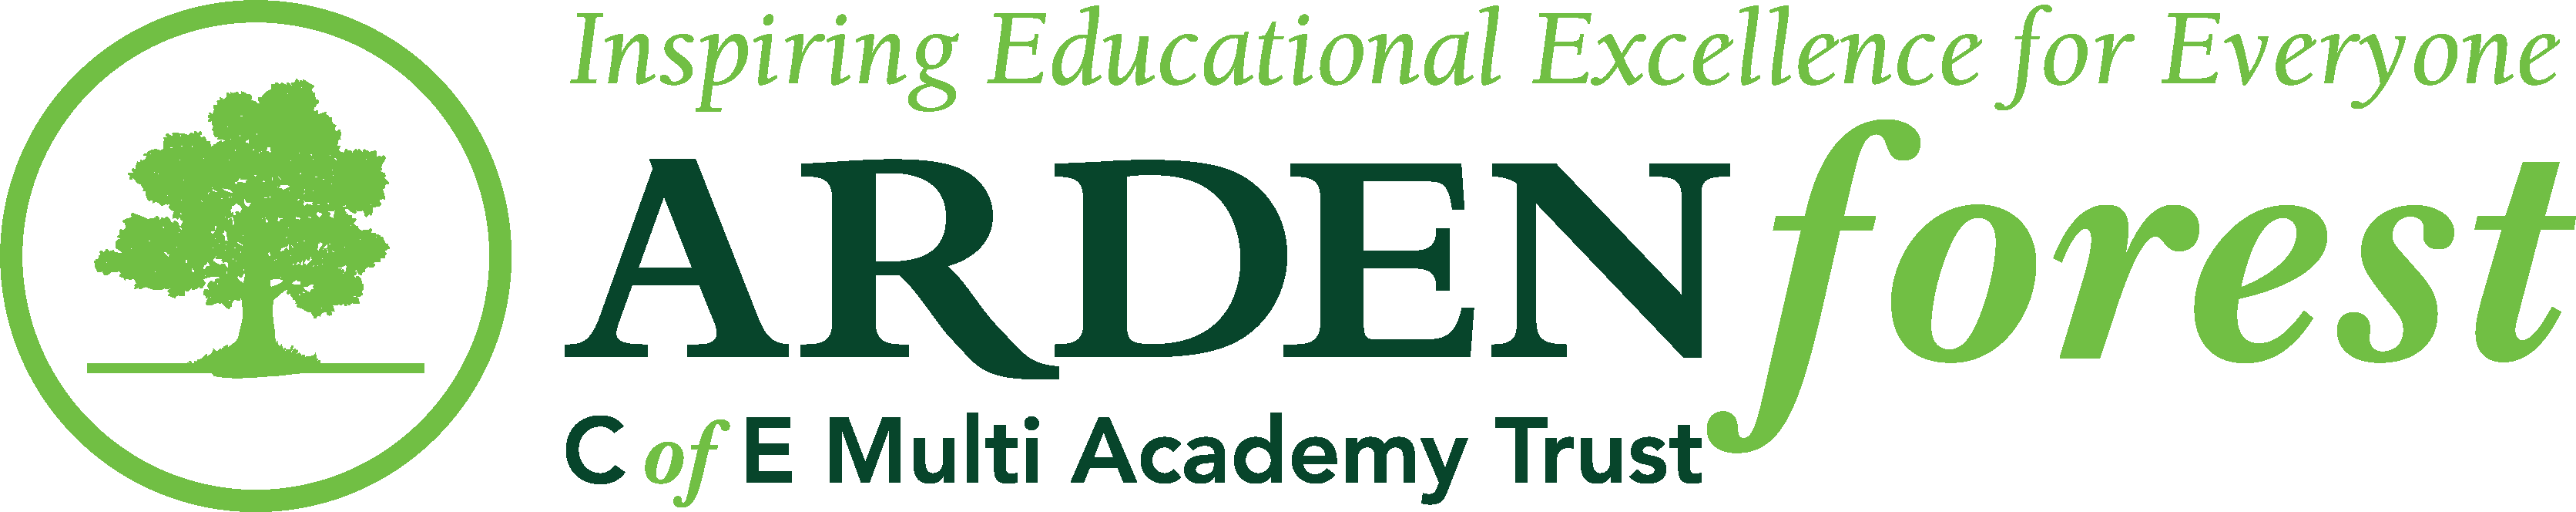 Inspiring Educational Excellence for Everyone
ARDEN forest
C of E Multi Academy Trust